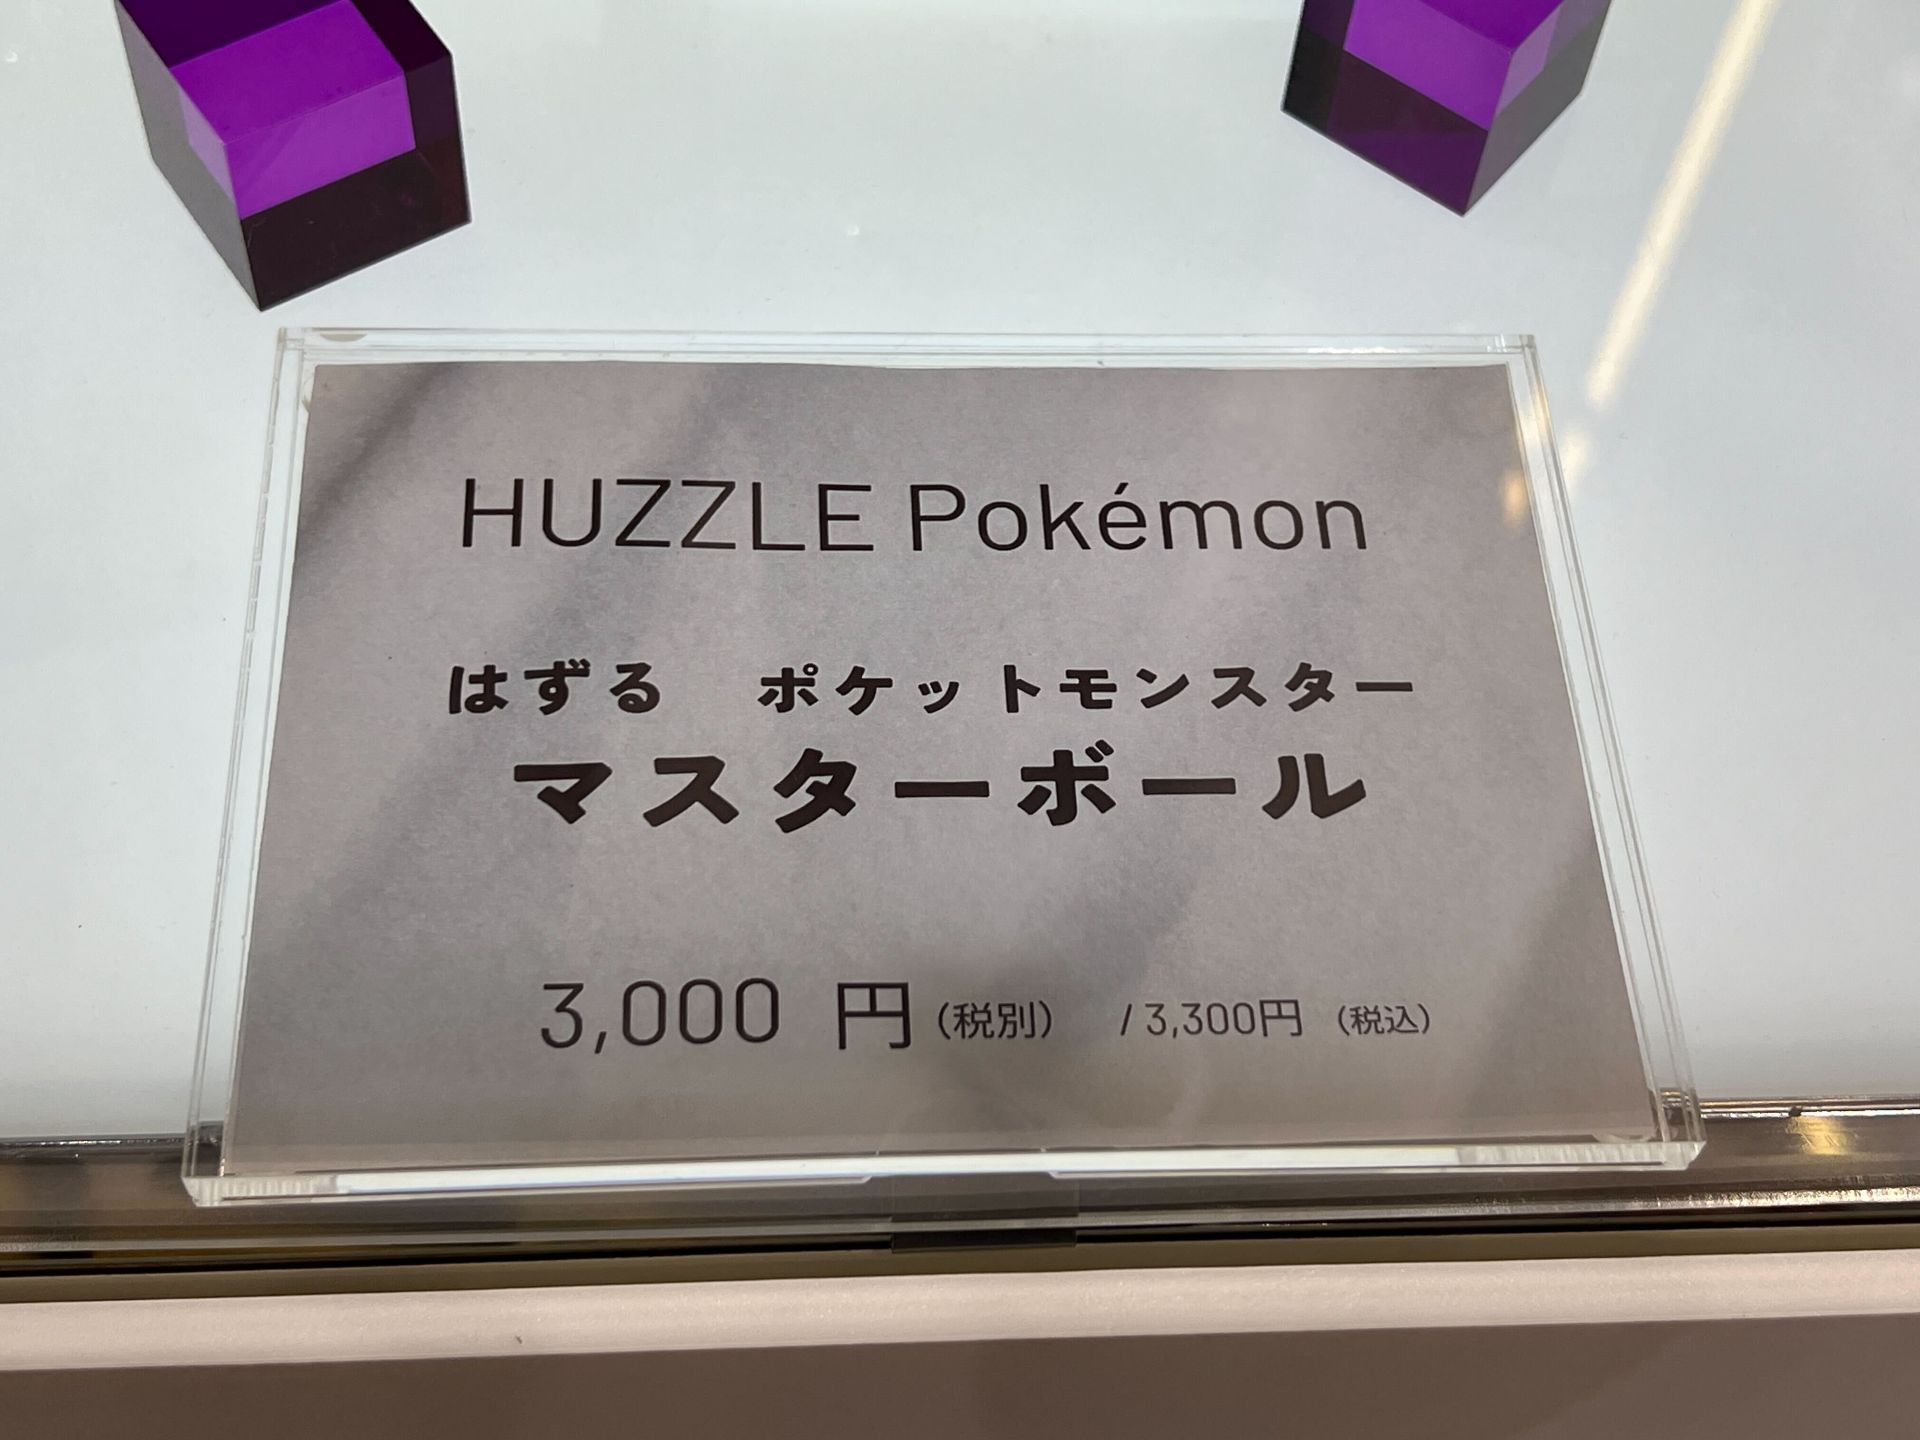 HUZZLE Pokémon
はずる　ポケットモンスター
マスターボール
3,000 円（税別）　/ 3,300円（税込）